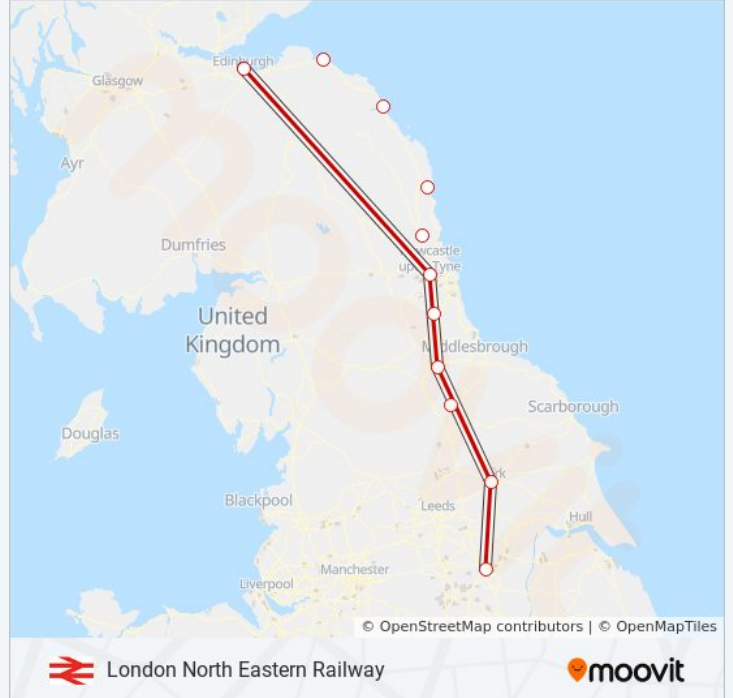 Edinburgh
Glasgow
Ayr
Dumfries
Newcastle
upon Tyne
United
Kingdom
Middlesbrough
Scarborough
Douglas
Blackpool
Leeds
Hull
Manchester
Liverpool
© OpenStreetMap contributors | © OpenMapTiles
London North Eastern Railway
moovit